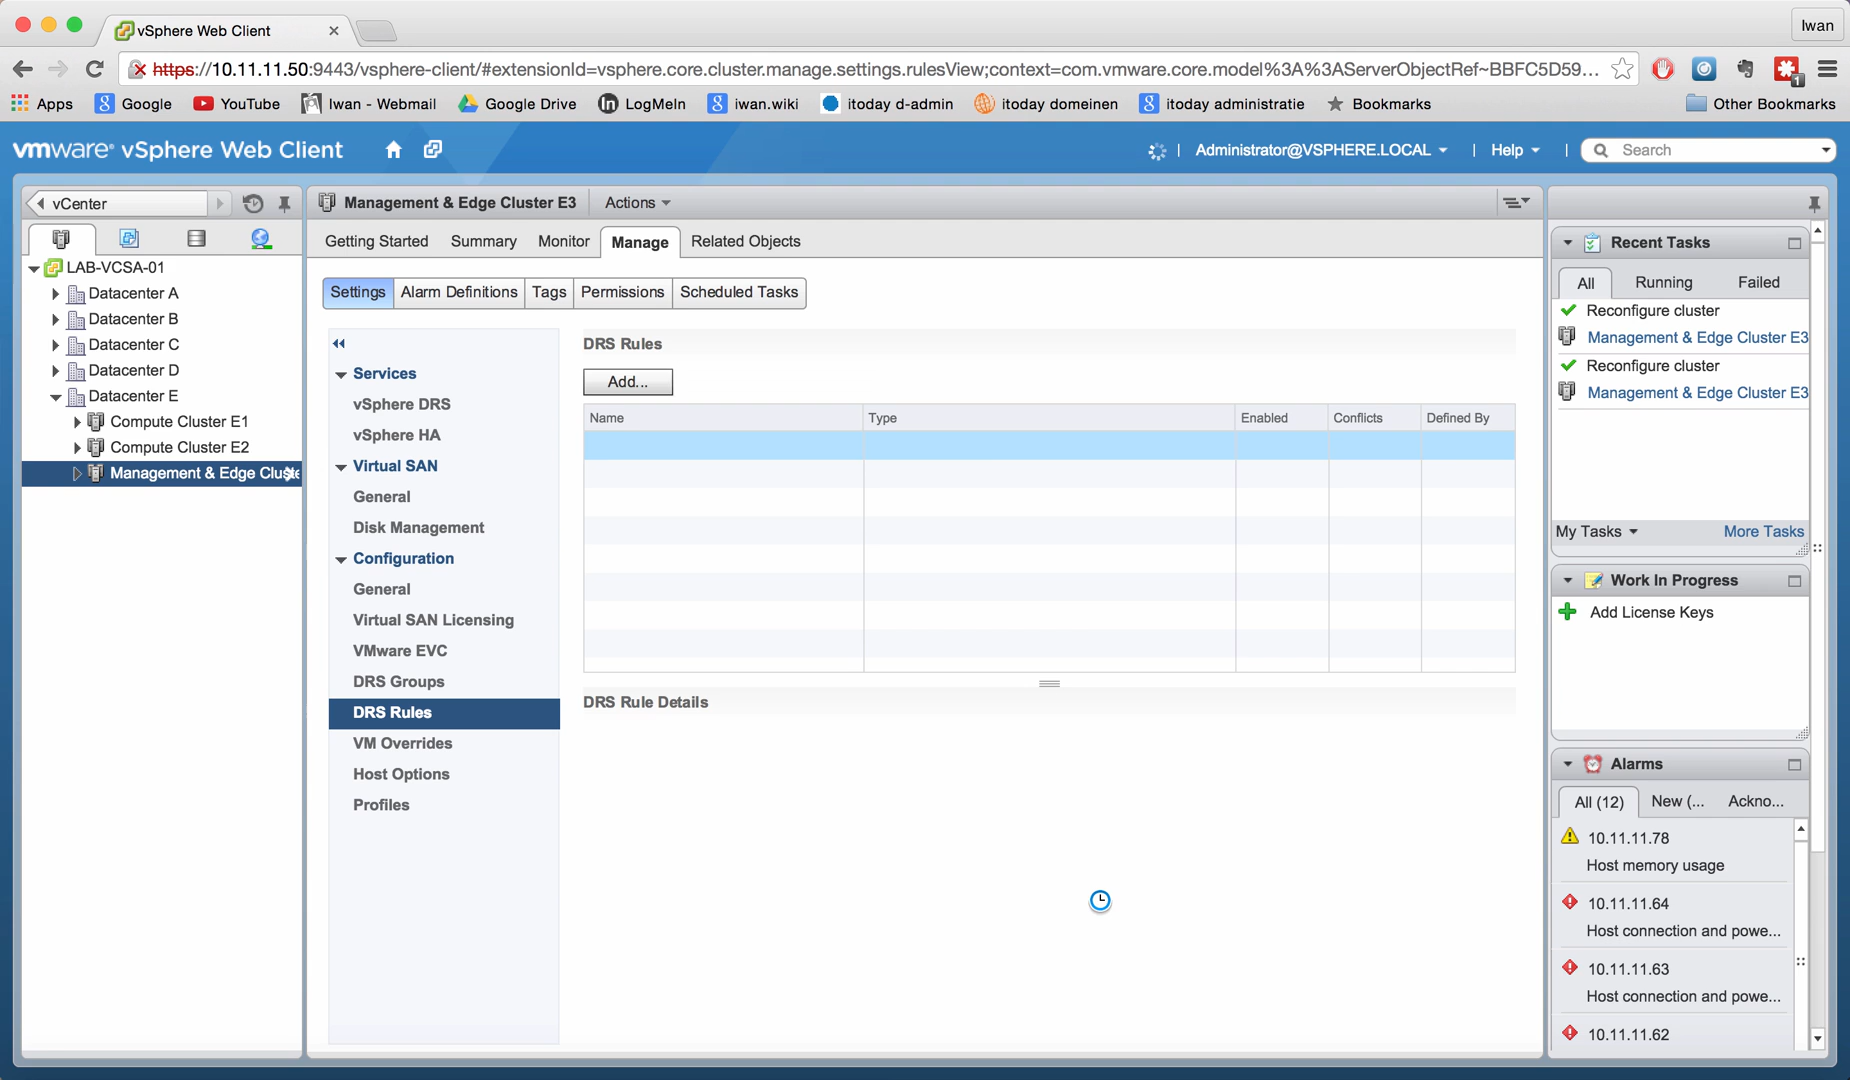 vSphere Web Client
Iwan
https://10.11.11.50:9443/vsphere-client/#extensionId=vsphere.core.cluster.manage.settings.rulesView;context=com.vmware.core.model%3A%3AServerObjectRef~BBFC5D59...
1
Apps
Google
YouTube
Iwan - Webmail
Google Drive
LogMeIn
iwan.wiki
itoday d-admin
itoday domeinen
itoday administratie
Bookmarks
Other Bookmarks
vmware® vSphere Web Client
Administrator@VSPHERE.LOCAL
Help
Search
vCenter
LAB-VCSA-01
Datacenter A
Datacenter B
Datacenter C
Datacenter D
Datacenter E
Compute Cluster E1
Compute Cluster E2
Management & Edge Cluste
Management & Edge Cluster E3
Actions
Getting Started
Summary
Monitor
Manage
Related Objects
Settings
Alarm Definitions
Tags
Permissions
Scheduled Tasks
Services
vSphere DRS
vSphere HA
Virtual SAN
General
Disk Management
Configuration
General
Virtual SAN Licensing
VMware EVC
DRS Groups
DRS Rules
VM Overrides
Host Options
Profiles
DRS Rules
Add...
Name
Type
Enabled
Conflicts
Defined By
DRS Rule Details
Recent Tasks
All
Running
Failed
Reconfigure cluster
Management & Edge Cluster E3
Reconfigure cluster
Management & Edge Cluster E3
My Tasks
More Tasks
Work In Progress
Add License Keys
Alarms
All (12)
New (...
Ackno...
10.11.11.78
Host memory usage
10.11.11.64
Host connection and powe...
10.11.11.63
Host connection and powe...
10.11.11.62